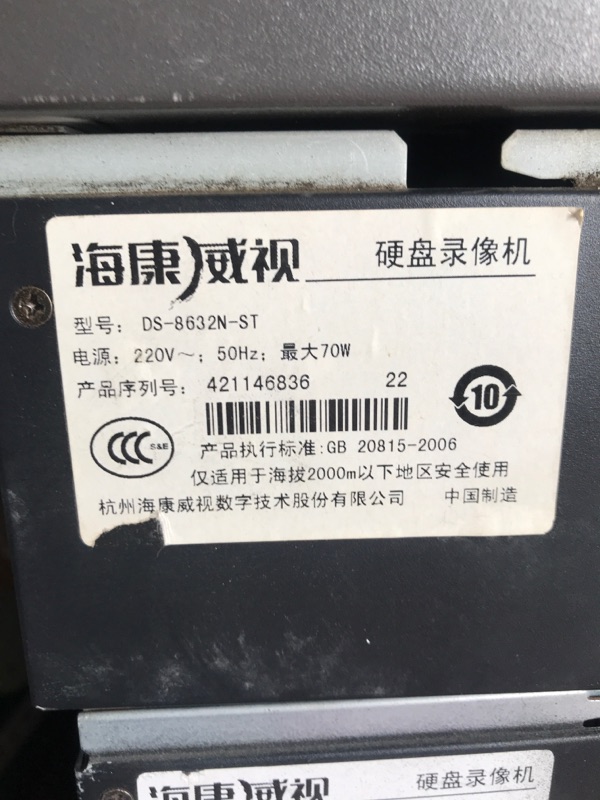 海康威视 硬盘录像机
型号: DS-8632N-ST
电源: 220V～; 50Hz; 最大70W
产品序列号: 421146836 22
10
CCC S&E
产品执行标准:GB 20815-2006
仅适用于海拔2000m以下地区安全使用
杭州海康威视数字技术股份有限公司 中国制造
海康威视 硬盘录像机